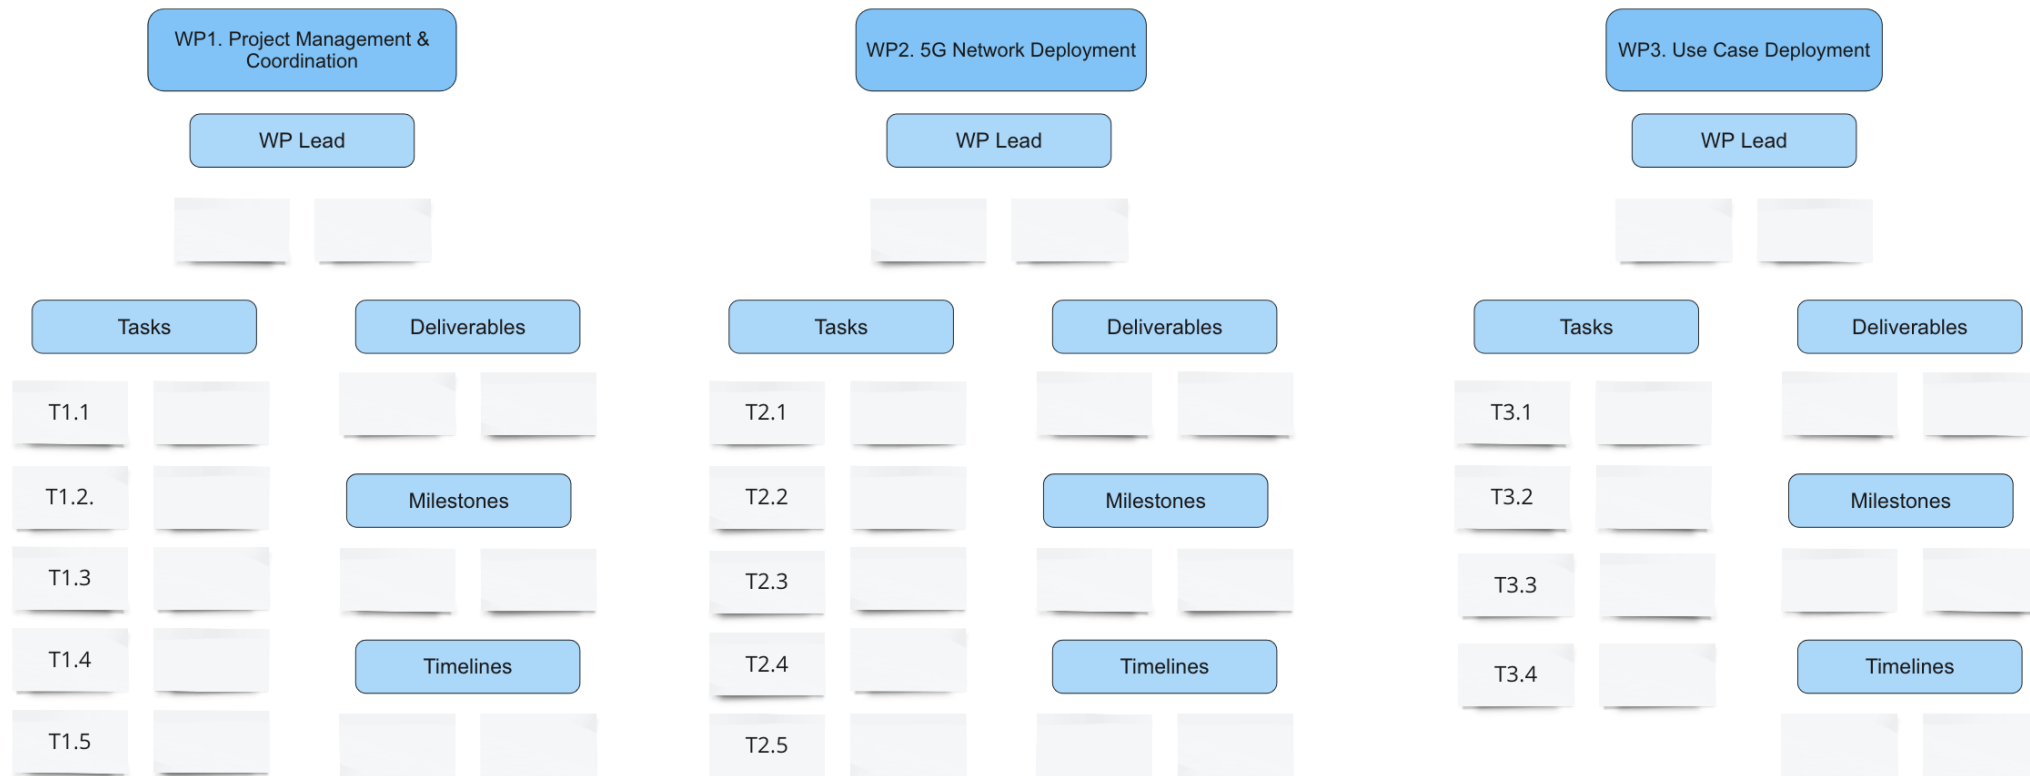 WP1. Project Management &
Coordination
WP Lead
Tasks
Deliverables
T1.1
T1.2.
Milestones
T1.3
T1.4
Timelines
T1.5
WP2. 5G Network Deployment
WP Lead
Tasks
Deliverables
T2.1
T2.2
Milestones
T2.3
T2.4
Timelines
T2.5
WP3. Use Case Deployment
WP Lead
Tasks
Deliverables
T3.1
T3.2
Milestones
T3.3
Timelines
T3.4